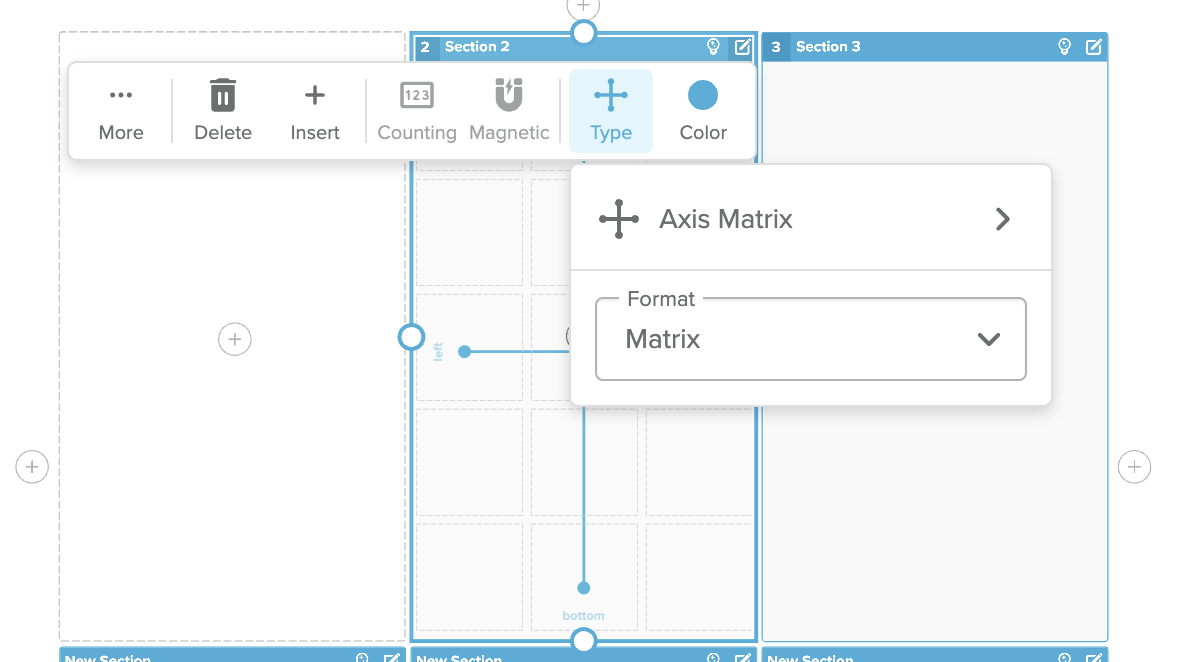 2 Section 2
3 Section 3
More
Delete
Insert
123
Counting
Magnetic
Type
Color
Axis Matrix
Format
Matrix
left
bottom
New Section
New Section
New Section